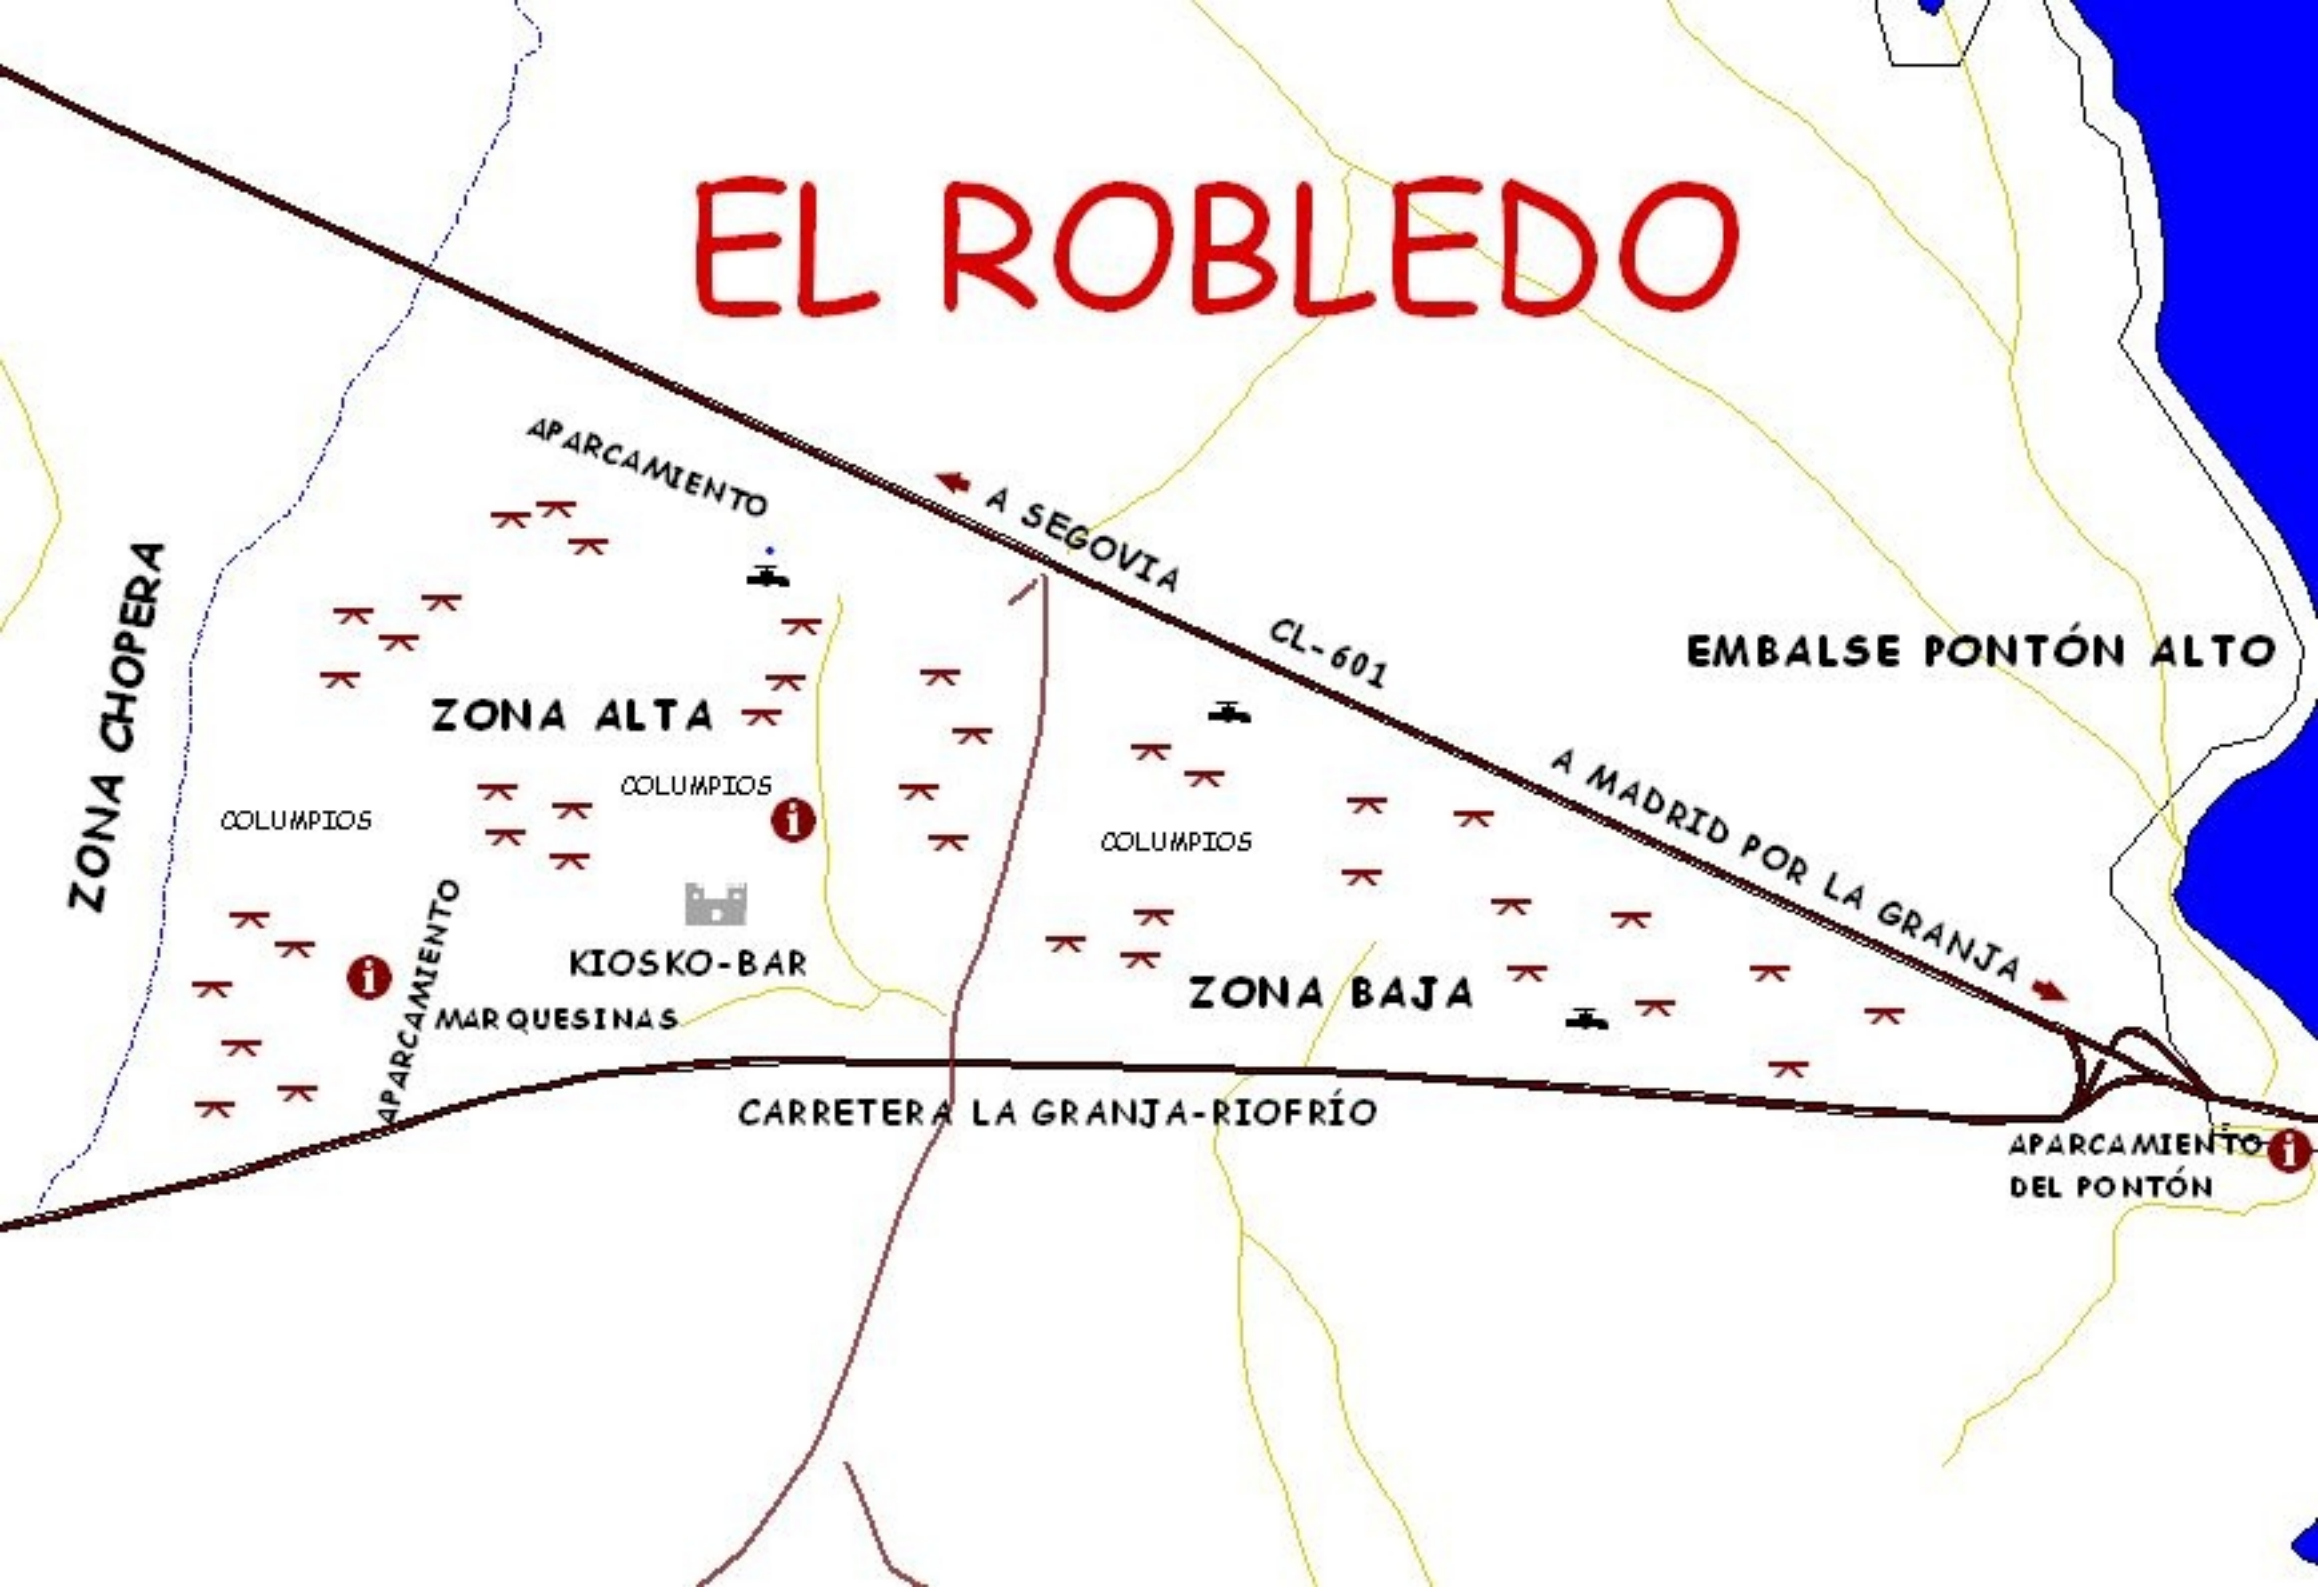 EL ROBLEDO
APARCAMIENTO
A SEGOVIA
CL-601
ZONA CHOPERA
EMBALSE PONTÓN ALTO
ZONA ALTA
A MADRID POR LA GRANJA
COLUMPIOS
COLUMPIOS
i
COLUMPIOS
APARCAMIENTO
KIOSKO-BAR
i
ZONA BAJA
MARQUESINAS
CARRETERA LA GRANJA-RIOFRÍO
APARCAMIENTO
DEL PONTÓN
i